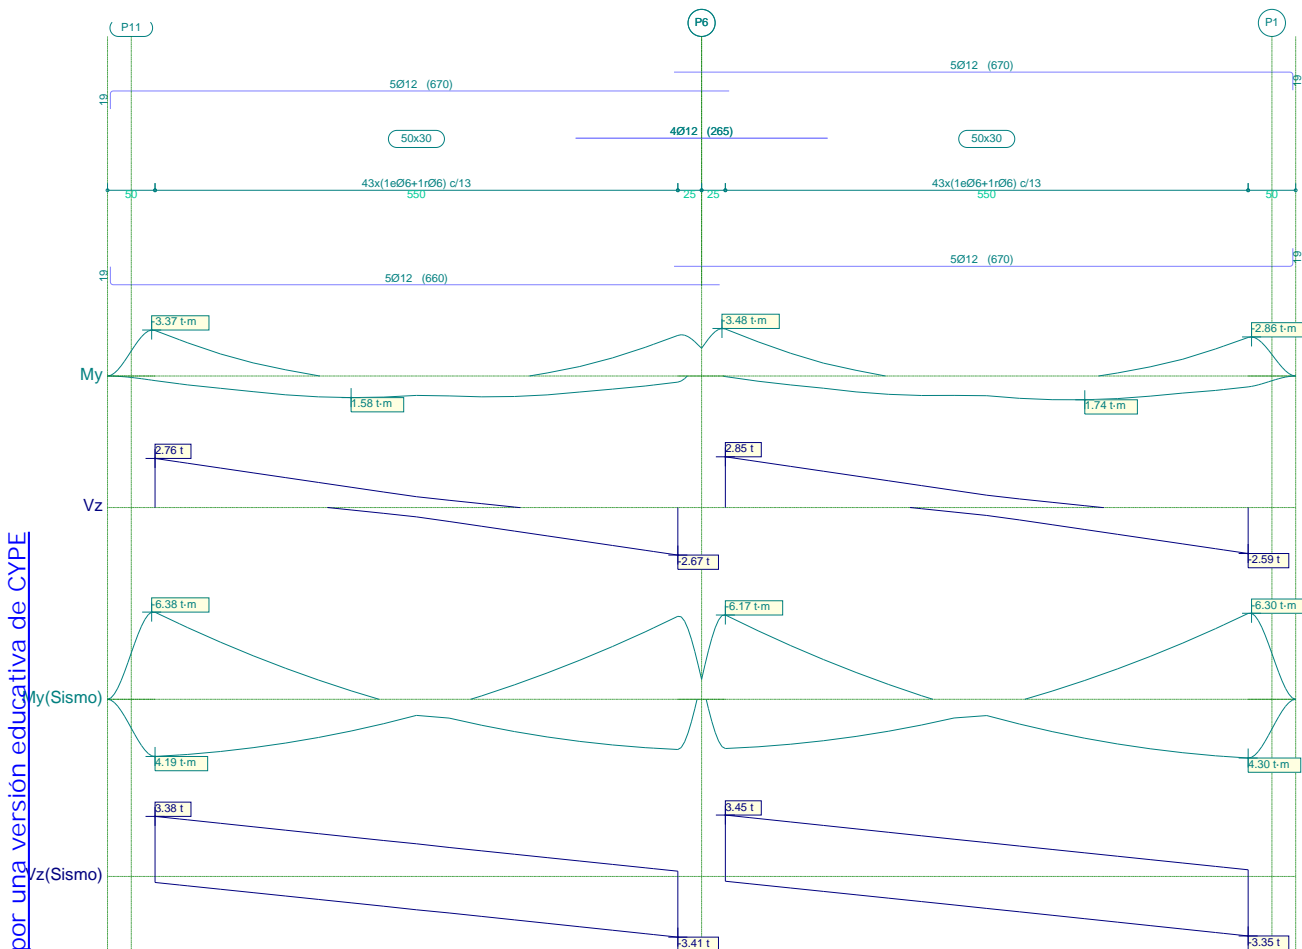 P11
P6
P1
5Ø12 (670)
5Ø12 (670)
19
19
4Ø12 (265)
50x30
50x30
43x(1eØ6+1rØ6) c/13
43x(1eØ6+1rØ6) c/13
50
550
25
25
550
50
5Ø12 (670)
5Ø12 (660)
19
19
-3.37 t·m
-3.48 t·m
-2.86 t·m
My
1.58 t·m
1.74 t·m
2.76 t
2.85 t
Vz
-2.67 t
-2.59 t
-6.38 t·m
-6.17 t·m
-6.30 t·m
My(Sismo)
4.19 t·m
4.30 t·m
3.38 t
3.45 t
Vz(Sismo)
-3.41 t
-3.35 t
por una versión educativa de CYPE